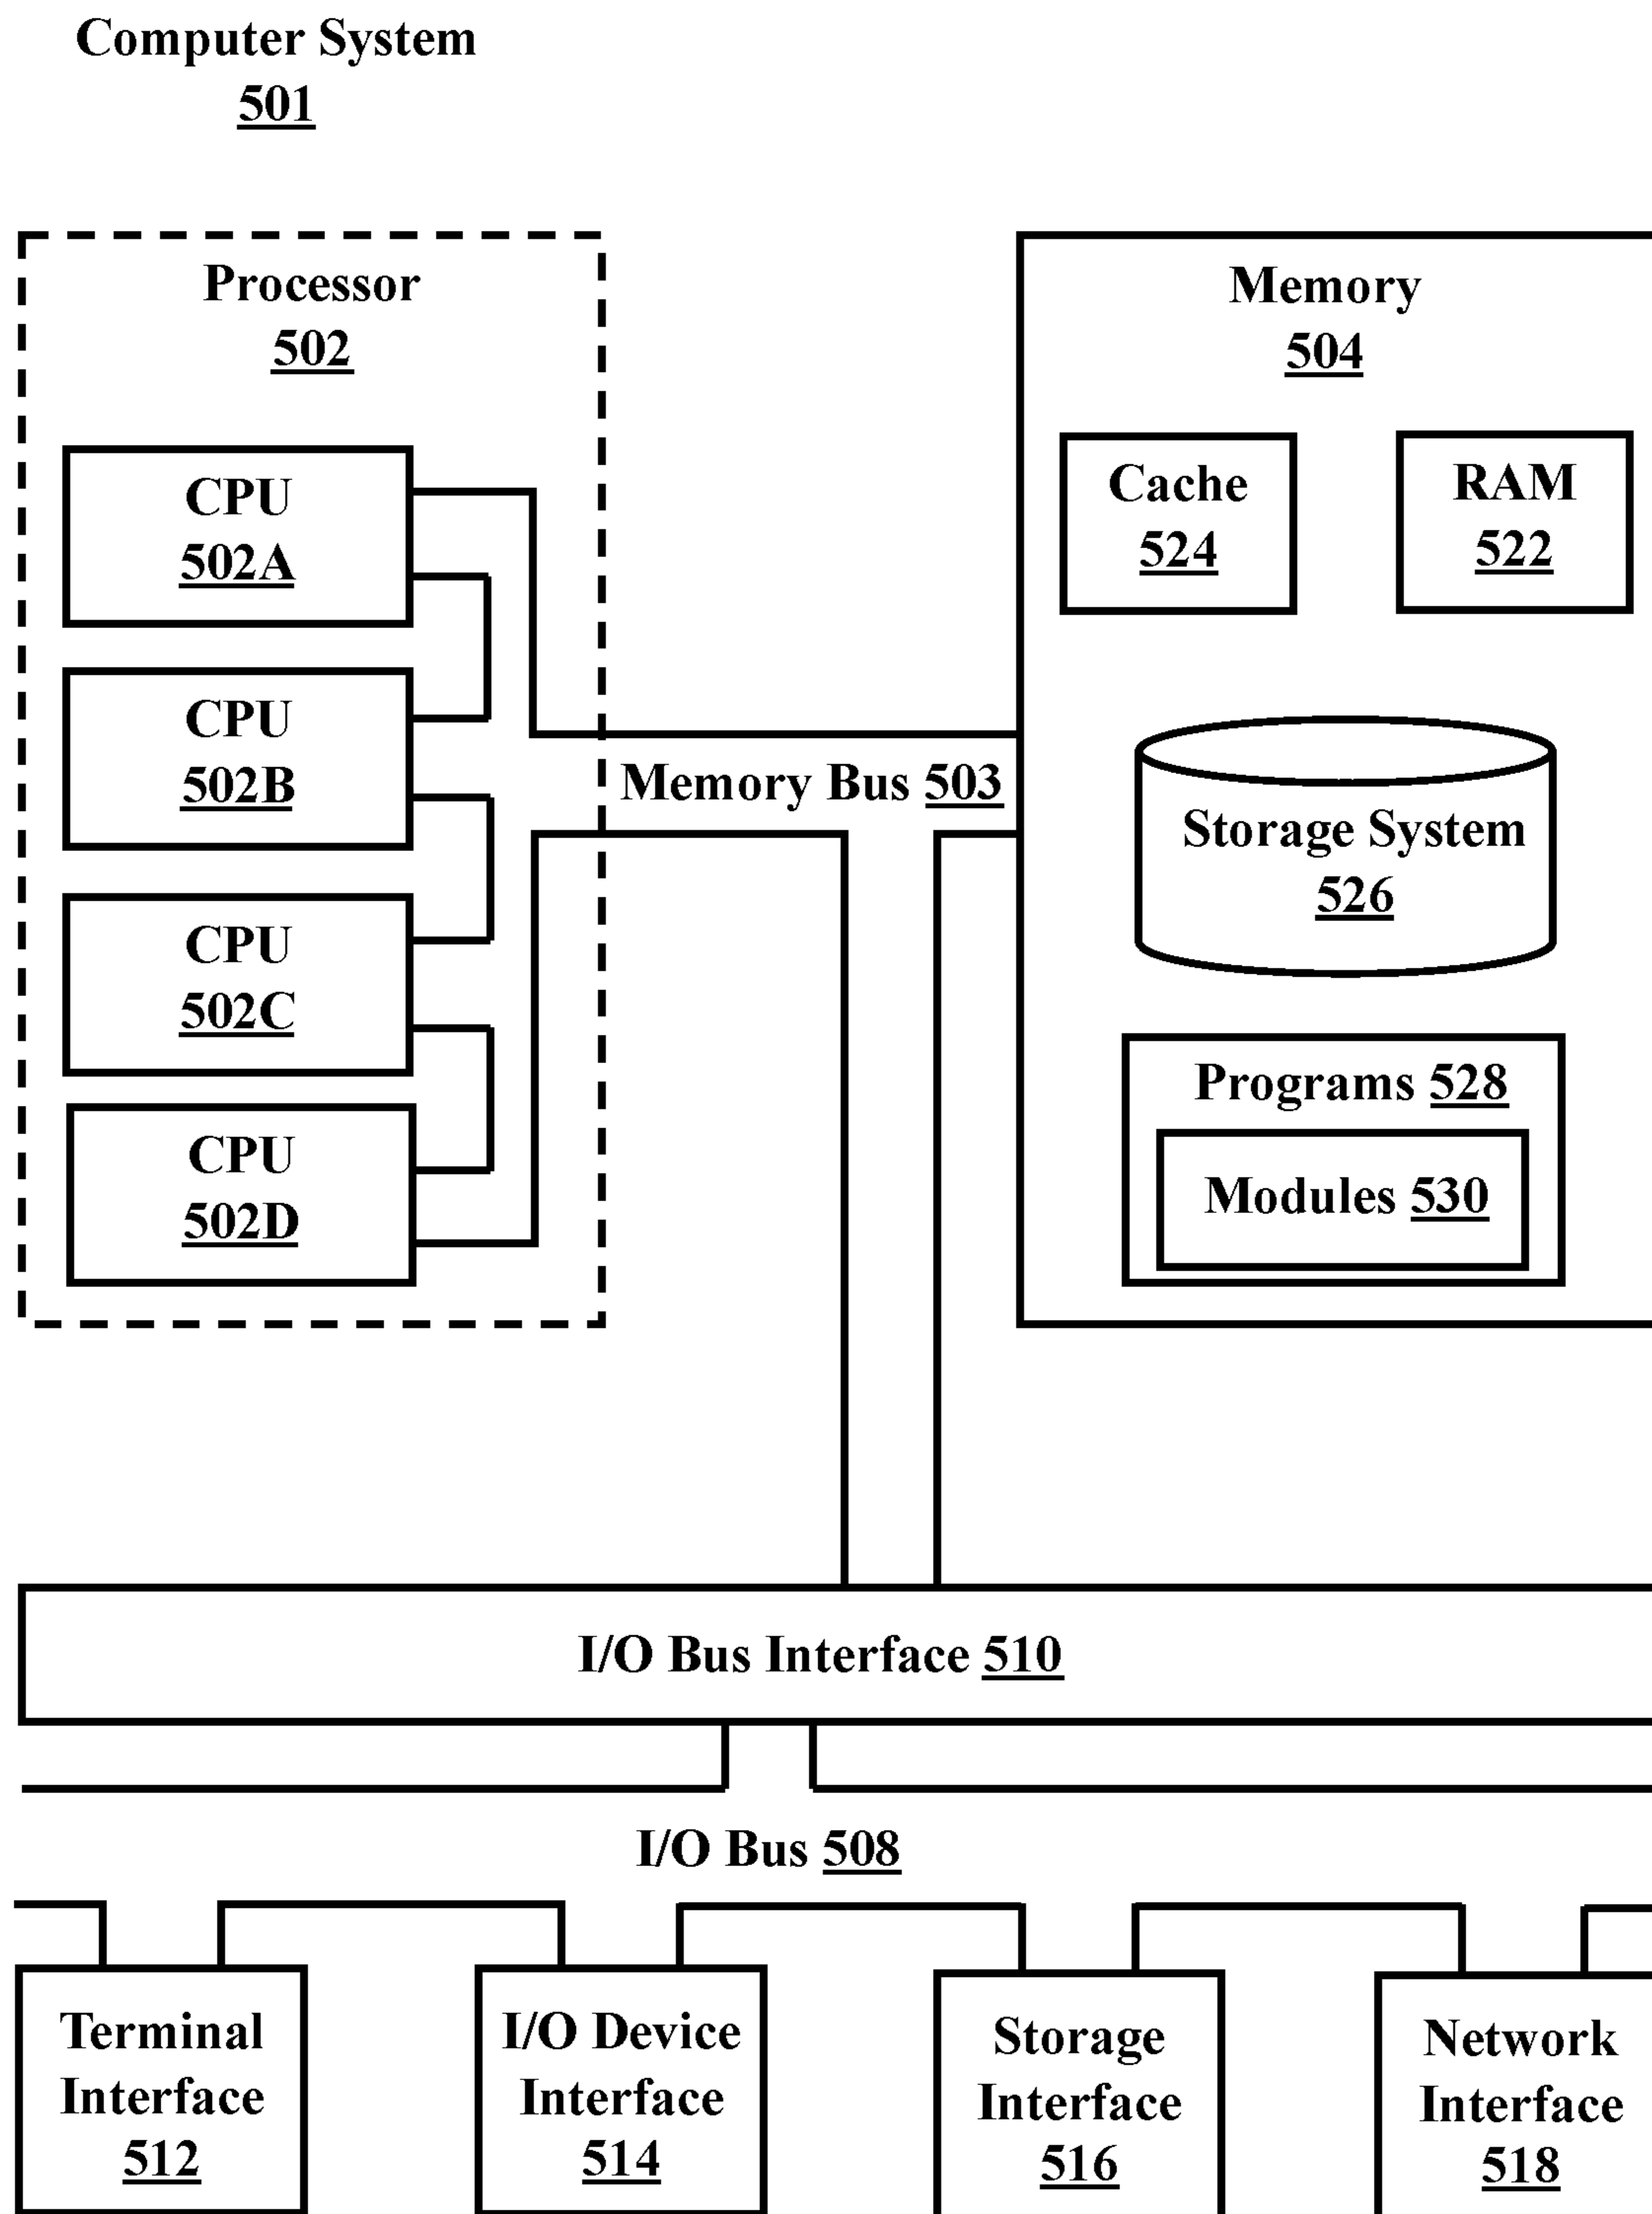 Computer System
501
Processor
502
CPU
502A
CPU
502B
CPU
502C
CPU
502D
Memory Bus 503
Memory
504
Cache
524
RAM
522
Storage System
526
Programs 528
Modules 530
I/O Bus Interface 510
I/O Bus 508
Terminal
Interface
512
I/O Device
Interface
514
Storage
Interface
516
Network
Interface
518